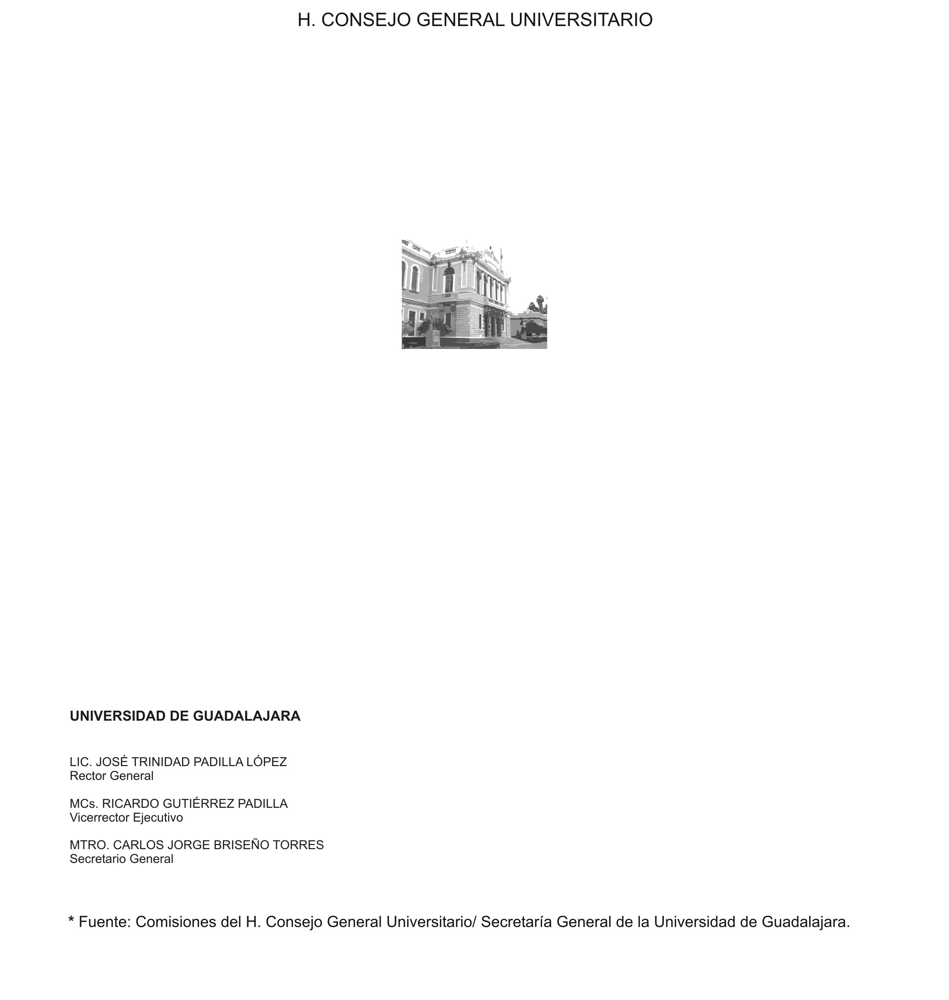 H. CONSEJO GENERAL UNIVERSITARIO
UNIVERSIDAD DE GUADALAJARA
LIC. JOSÉ TRINIDAD PADILLA LÓPEZ
Rector General
MCs. RICARDO GUTIÉRREZ PADILLA
Vicerrector Ejecutivo
MTRO. CARLOS JORGE BRISEÑO TORRES
Secretario General
* Fuente: Comisiones del H. Consejo General Universitario/ Secretaría General de la Universidad de Guadalajara.